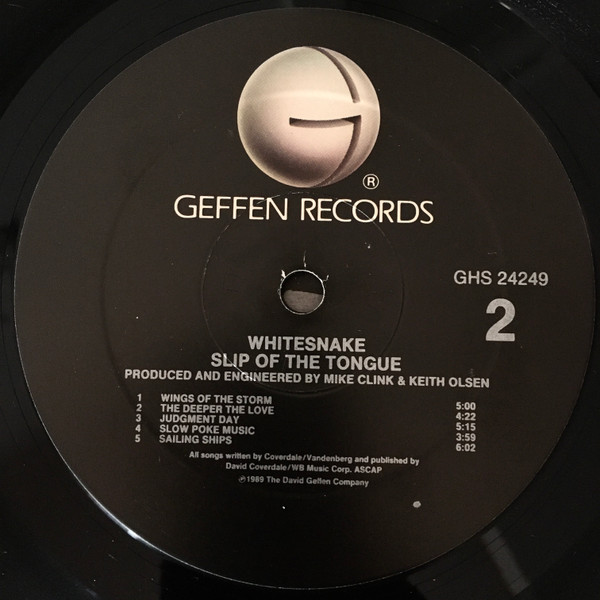 G
®
GEFFEN RECORDS
GHS 24249
2
WHITESNAKE
SLIP OF THE TONGUE
PRODUCED AND ENGINEERED BY MIKE CLINK & KEITH OLSEN
1 WINGS OF THE STORM 5:00
2 THE DEEPER THE LOVE 4:22
3 JUDGMENT DAY 5:15
4 SLOW POKE MUSIC 3:59
5 SAILING SHIPS 6:02
All songs written by Coverdale/Vandenberg and published by
David Coverdale/WB Music Corp. ASCAP
℗1989 The David Geffen Company